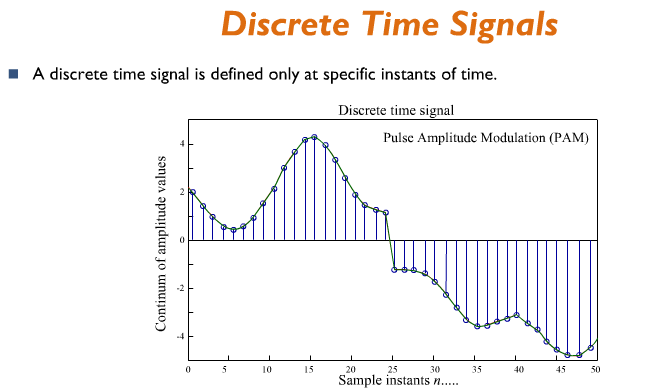 Discrete Time Signals
A discrete time signal is defined only at specific instants of time.
Discrete time signal
Pulse Amplitude Modulation (PAM)
Continum of amplitude values
4
2
0
-2
-4
0 5 10 15 20 25 30 35 40 45 50
Sample instants n.....